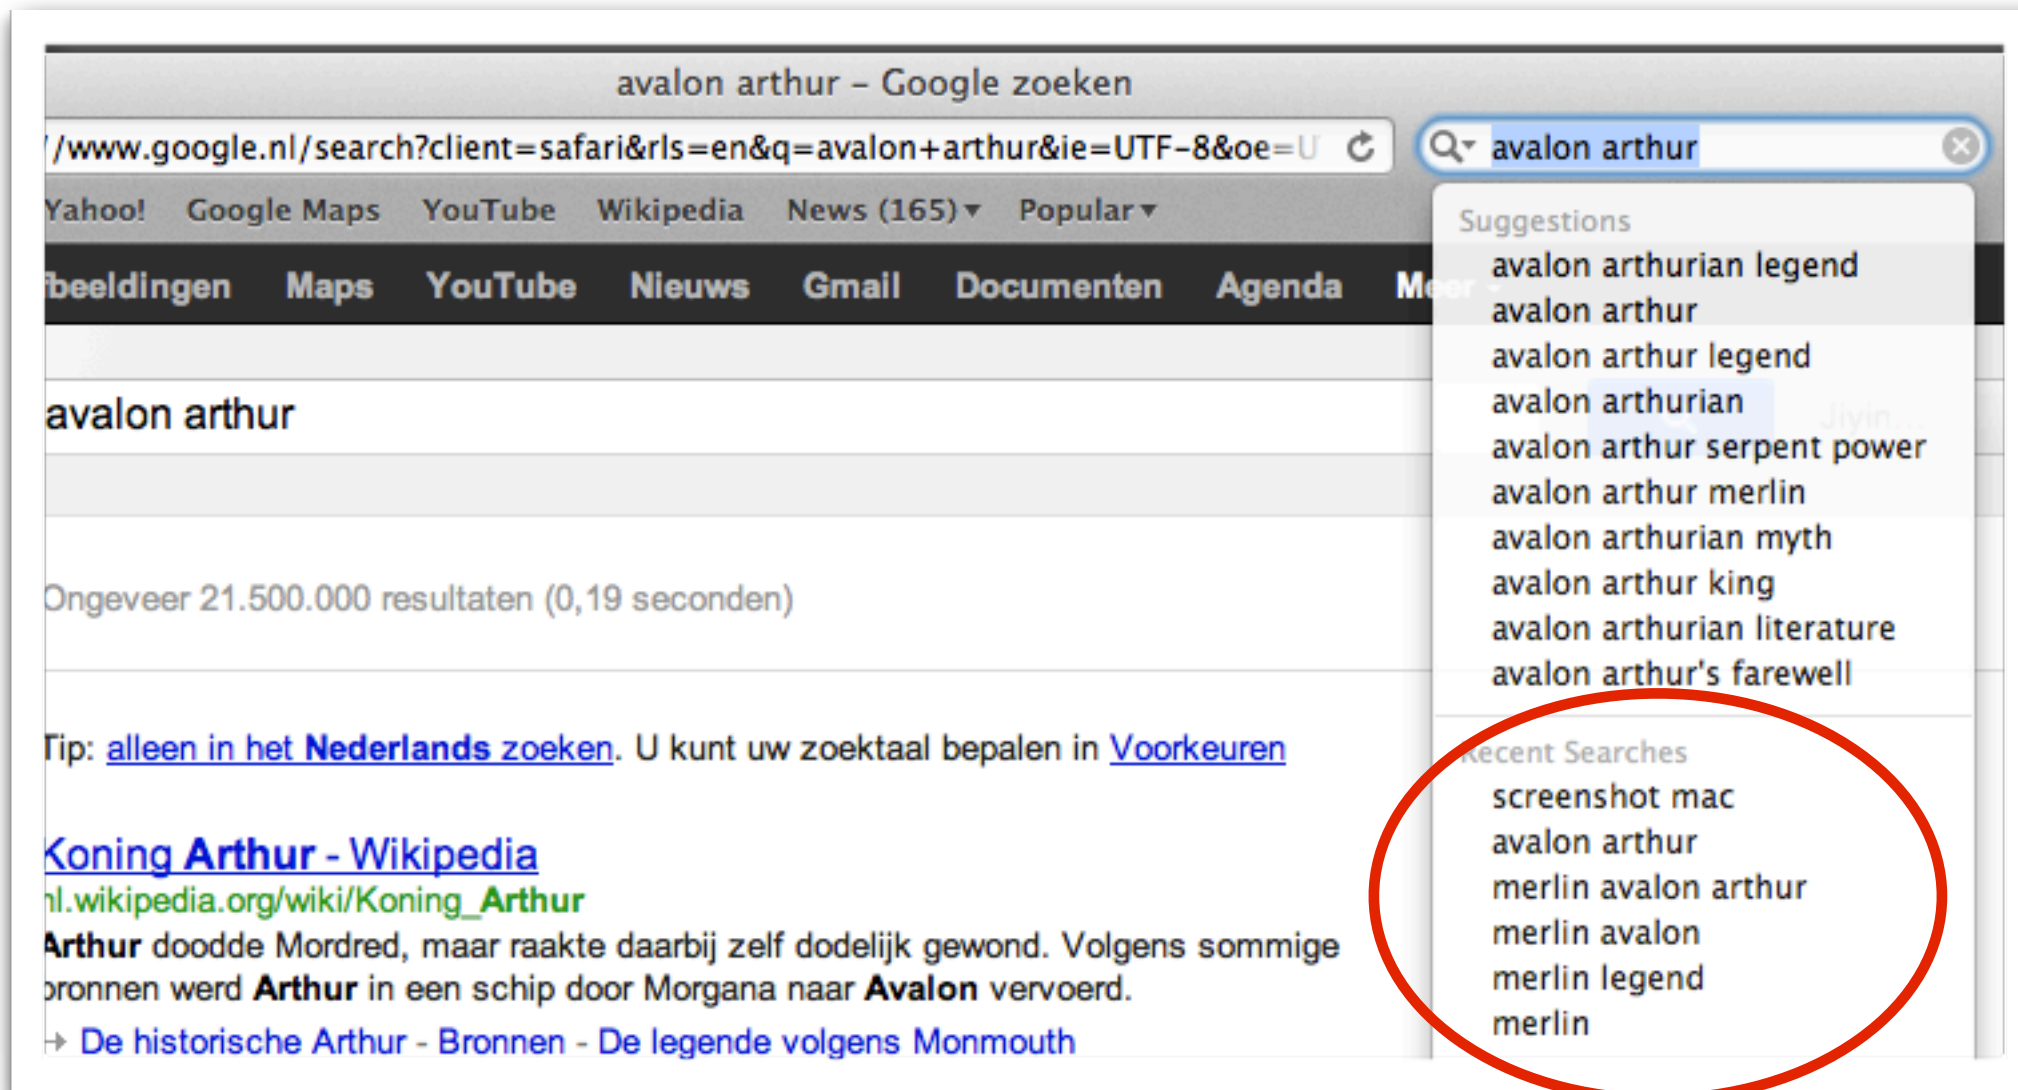 avalon arthur – Google zoeken
//www.google.nl/search?client=safari&rls=en&q=avalon+arthur&ie=UTF-8&oe=U
avalon arthur
Yahoo! Google Maps YouTube Wikipedia News (165) Popular
fbeeldingen Maps YouTube Nieuws Gmail Documenten Agenda Meer
avalon arthur
Ongeveer 21.500.000 resultaten (0,19 seconden)
Tip: alleen in het Nederlands zoeken. U kunt uw zoektaal bepalen in Voorkeuren
Koning Arthur - Wikipedia
nl.wikipedia.org/wiki/Koning_Arthur
Arthur doodde Mordred, maar raakte daarbij zelf dodelijk gewond. Volgens sommige
bronnen werd Arthur in een schip door Morgana naar Avalon vervoerd.
De historische Arthur - Bronnen - De legende volgens Monmouth
Suggestions
avalon arthurian legend
avalon arthur
avalon arthur legend
avalon arthurian
avalon arthur serpent power
avalon arthur merlin
avalon arthurian myth
avalon arthur king
avalon arthurian literature
avalon arthur's farewell
Recent Searches
screenshot mac
avalon arthur
merlin avalon arthur
merlin avalon
merlin legend
merlin